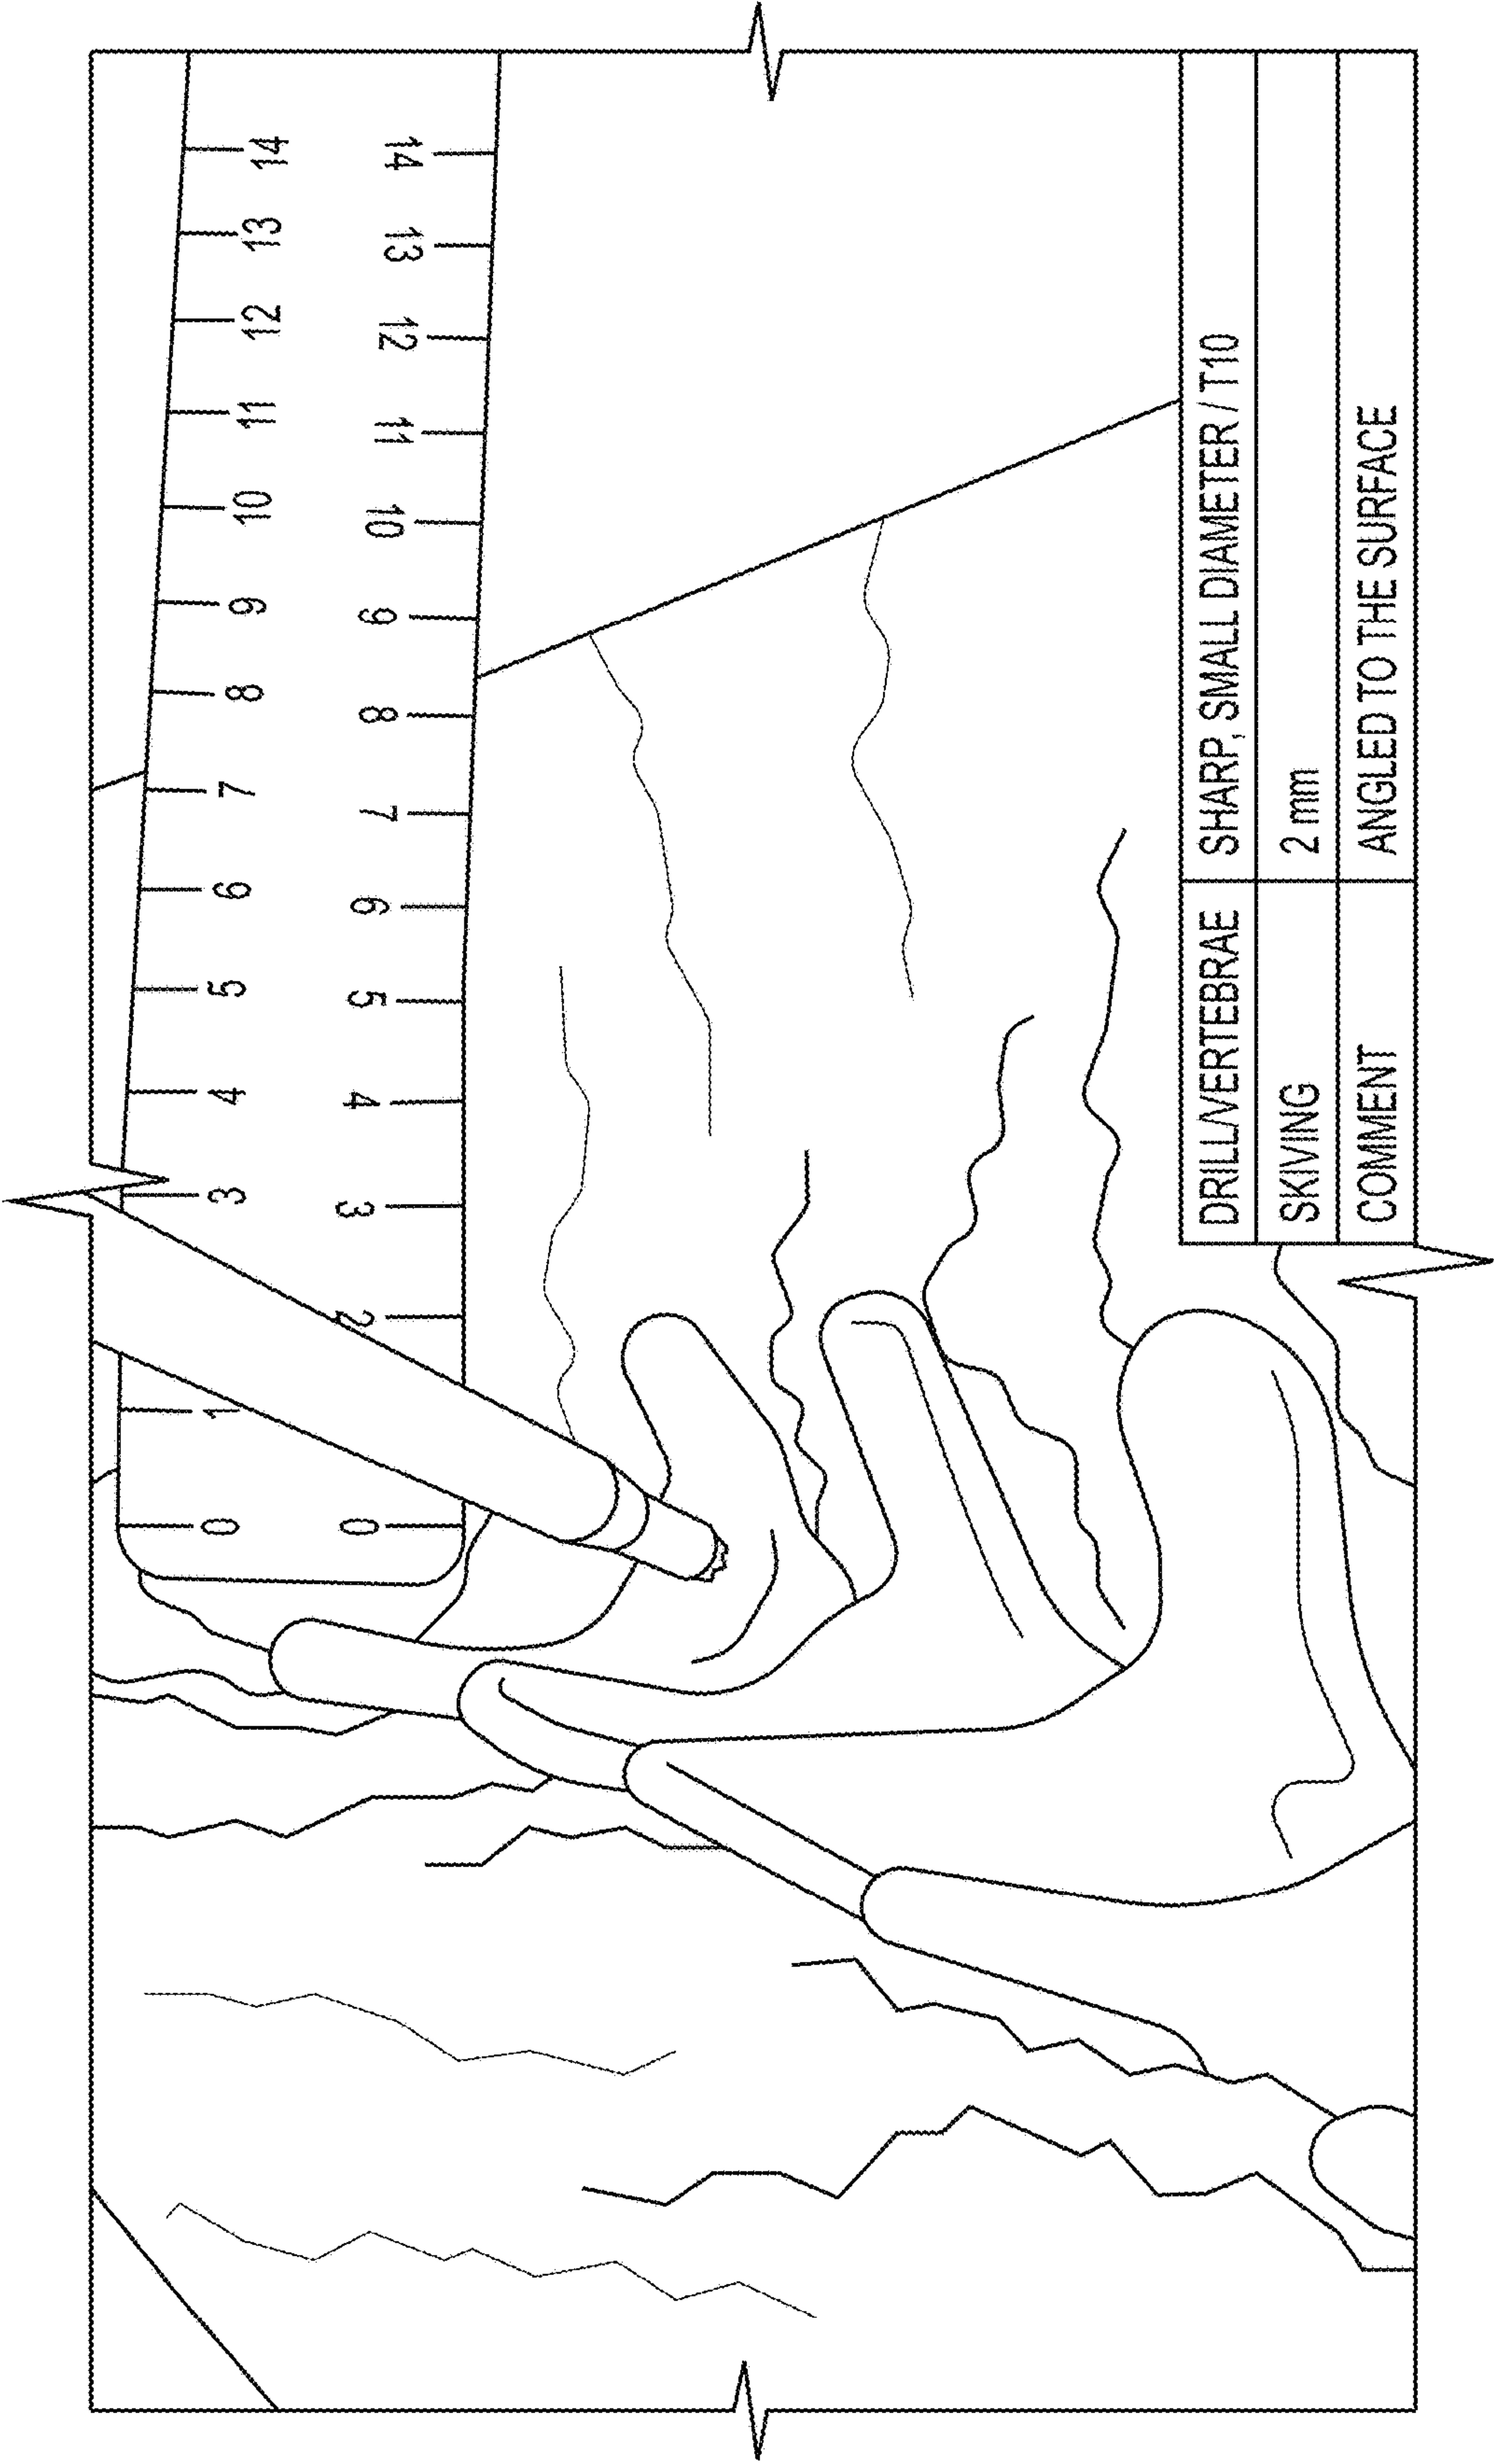 0 1 2 3 4 5 6 7 8 9 10 11 12 13 14
0 1 2 3 4 5 6 7 8 9 10 11 12 13 14
DRILL/VERTEBRAE SHARP, SMALL DIAMETER / T10
SKIVING 2 mm
COMMENT ANGLED TO THE SURFACE